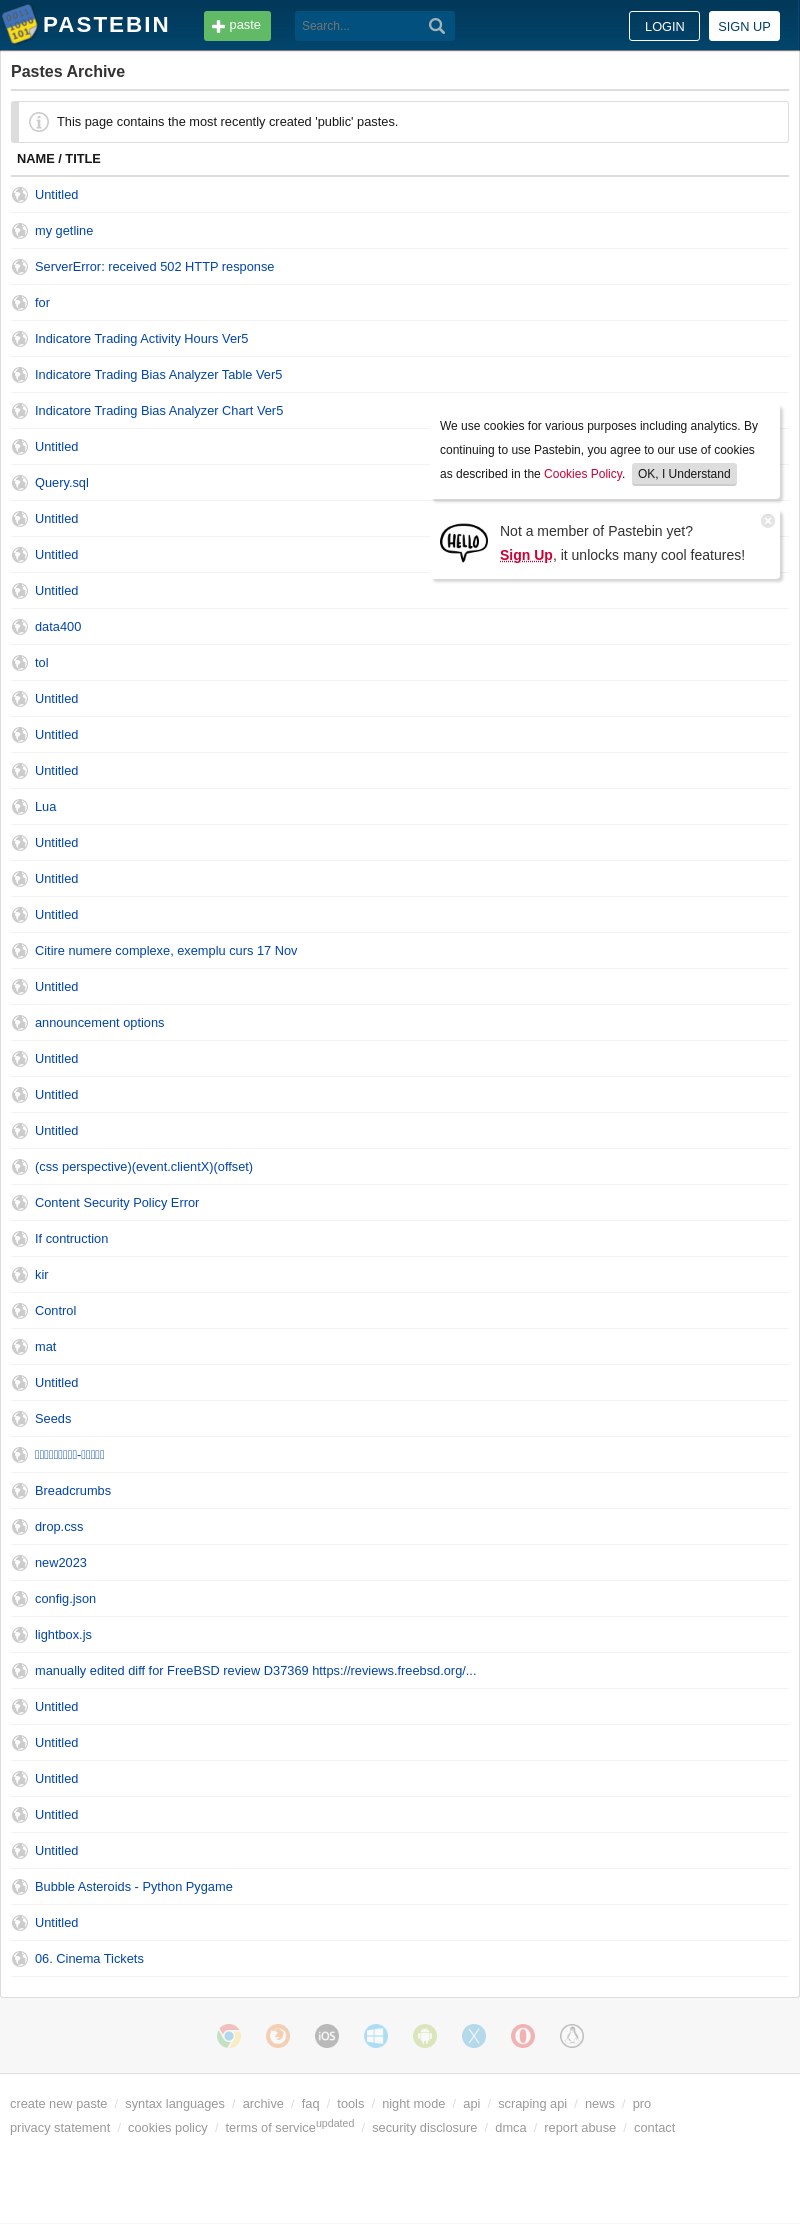 PASTEBIN
paste
Search...
LOGIN
SIGN UP
Pastes Archive
This page contains the most recently created 'public' pastes.
NAME / TITLE
Untitled
my getline
ServerError: received 502 HTTP response
for
Indicatore Trading Activity Hours Ver5
Indicatore Trading Bias Analyzer Table Ver5
Indicatore Trading Bias Analyzer Chart Ver5
We use cookies for various purposes including analytics. By
continuing to use Pastebin, you agree to our use of cookies
as described in the Cookies Policy. OK, I Understand
Untitled
Query.sql
HELLO
Not a member of Pastebin yet?
Sign Up, it unlocks many cool features!
Untitled
Untitled
Untitled
data400
tol
Untitled
Untitled
Untitled
Lua
Untitled
Untitled
Untitled
Citire numere complexe, exemplu curs 17 Nov
Untitled
announcement options
Untitled
Untitled
Untitled
(css perspective)(event.clientX)(offset)
Content Security Policy Error
If contruction
kir
Control
mat
Untitled
Seeds
Breadcrumbs
drop.css
new2023
config.json
lightbox.js
manually edited diff for FreeBSD review D37369 https://reviews.freebsd.org/...
Untitled
Untitled
Untitled
Untitled
Untitled
Bubble Asteroids - Python Pygame
Untitled
06. Cinema Tickets
iOS
create new paste / syntax languages / archive / faq / tools / night mode / api / scraping api / news / pro
privacy statement / cookies policy / terms of service updated / security disclosure / dmca / report abuse / contact